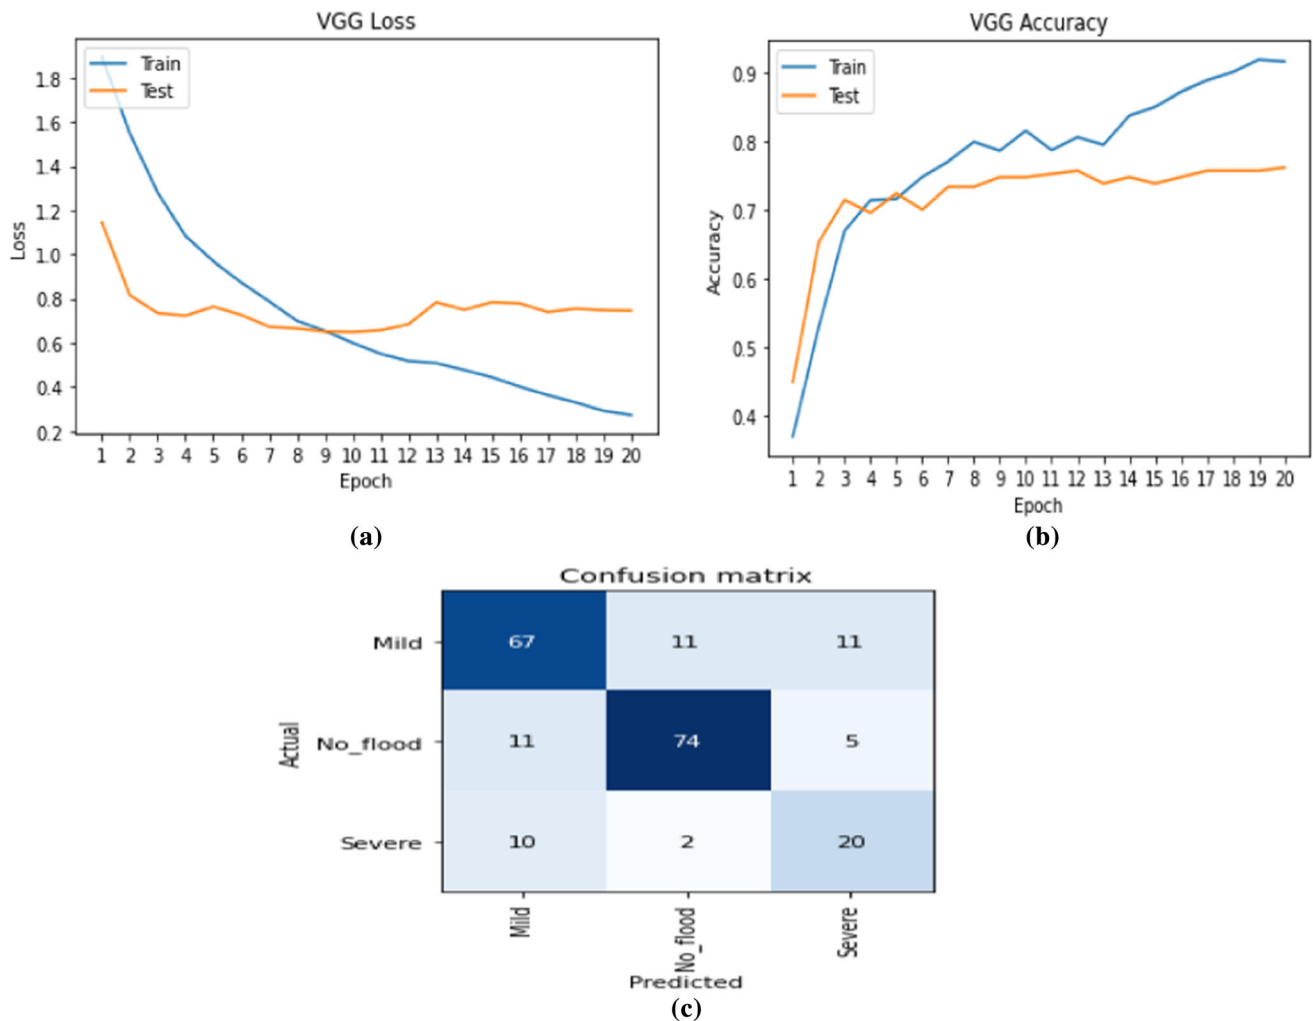 VGG Loss
Train
Test
1.8
1.6
1.4
1.2
1.0
0.8
0.6
0.4
0.2
Loss
1 2 3 4 5 6 7 8 9 10 11 12 13 14 15 16 17 18 19 20
Epoch
(a)
VGG Accuracy
Train
Test
0.9
0.8
0.7
0.6
0.5
0.4
Accuracy
1 2 3 4 5 6 7 8 9 10 11 12 13 14 15 16 17 18 19 20
Epoch
(b)
Confusion matrix
Actual
Mild 67 11 11
No_flood 11 74 5
Severe 10 2 20
Mild No_flood Severe
Predicted
(c)